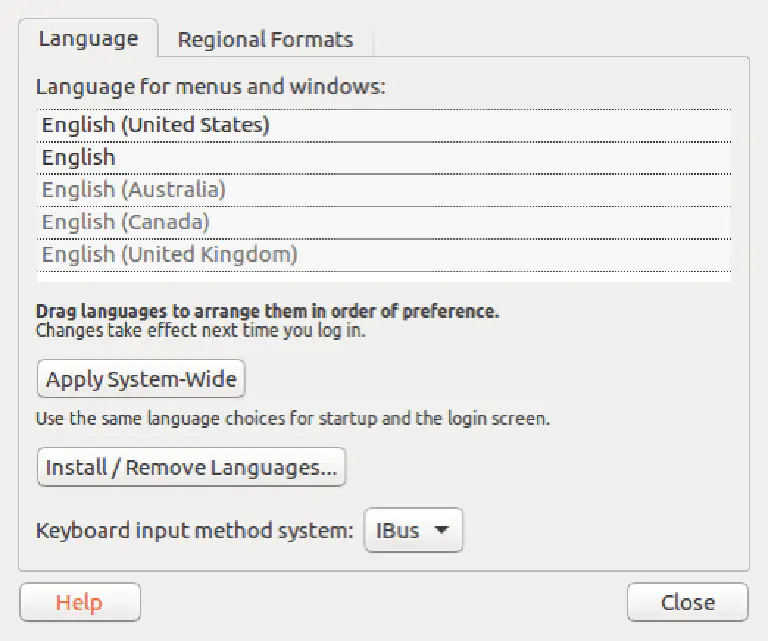 Language Regional Formats
Language for menus and windows:
English (United States)
English
English (Australia)
English (Canada)
English (United Kingdom)
Drag languages to arrange them in order of preference.
Changes take effect next time you log in.
Apply System-Wide
Use the same language choices for startup and the login screen.
Install / Remove Languages...
Keyboard input method system: IBus
Help Close